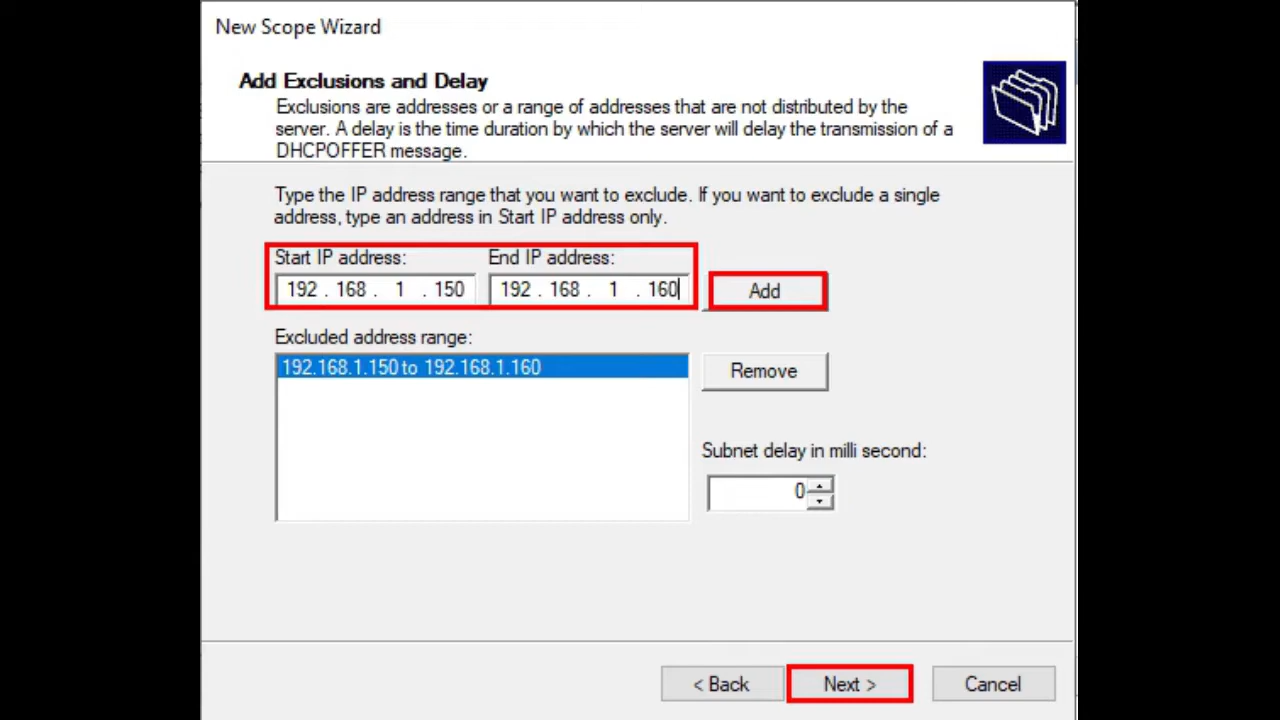 New Scope Wizard
Add Exclusions and Delay
Exclusions are addresses or a range of addresses that are not distributed by the
server. A delay is the time duration by which the server will delay the transmission of a
DHCPOFFER message.
Type the IP address range that you want to exclude. If you want to exclude a single
address, type an address in Start IP address only.
Start IP address: End IP address:
192 . 168 . 1 . 150 192 . 168 . 1 . 160 Add
Excluded address range:
192.168.1.150 to 192.168.1.160 Remove
Subnet delay in milli second:
0
< Back Next > Cancel